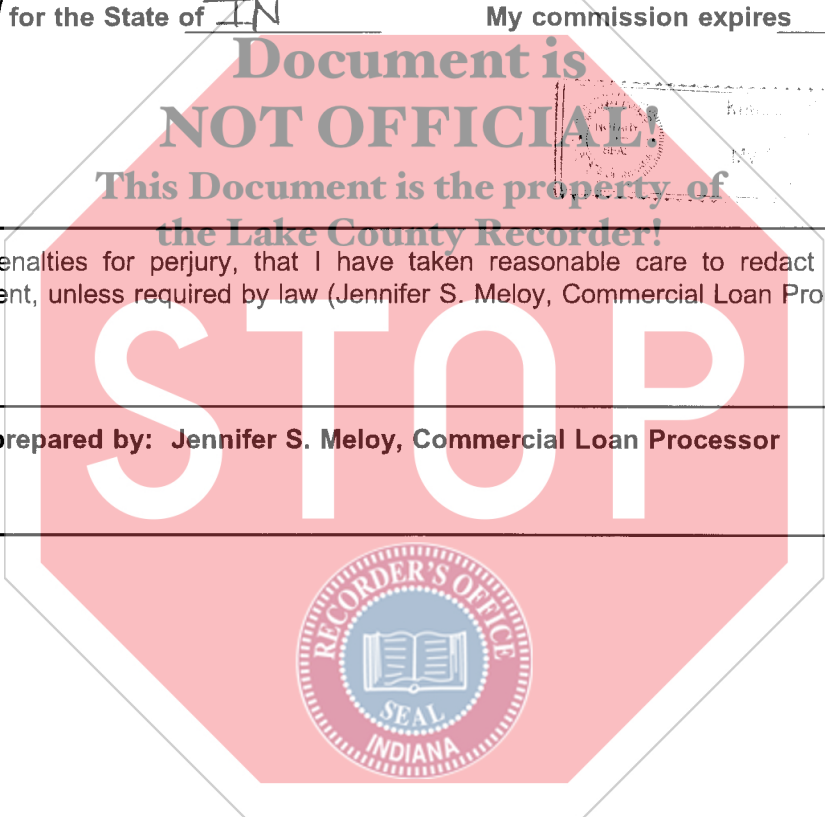 for the State of IN My commission expires
Document is
NOT OFFICIAL!
NOTARY
SEAL
This Document is the property of
the Lake County Recorder!
enalties for perjury, that I have taken reasonable care to redact
ent, unless required by law (Jennifer S. Meloy, Commercial Loan Pro
STOP
prepared by: Jennifer S. Meloy, Commercial Loan Processor
RECORDER'S OFFICE
SEAL
INDIANA